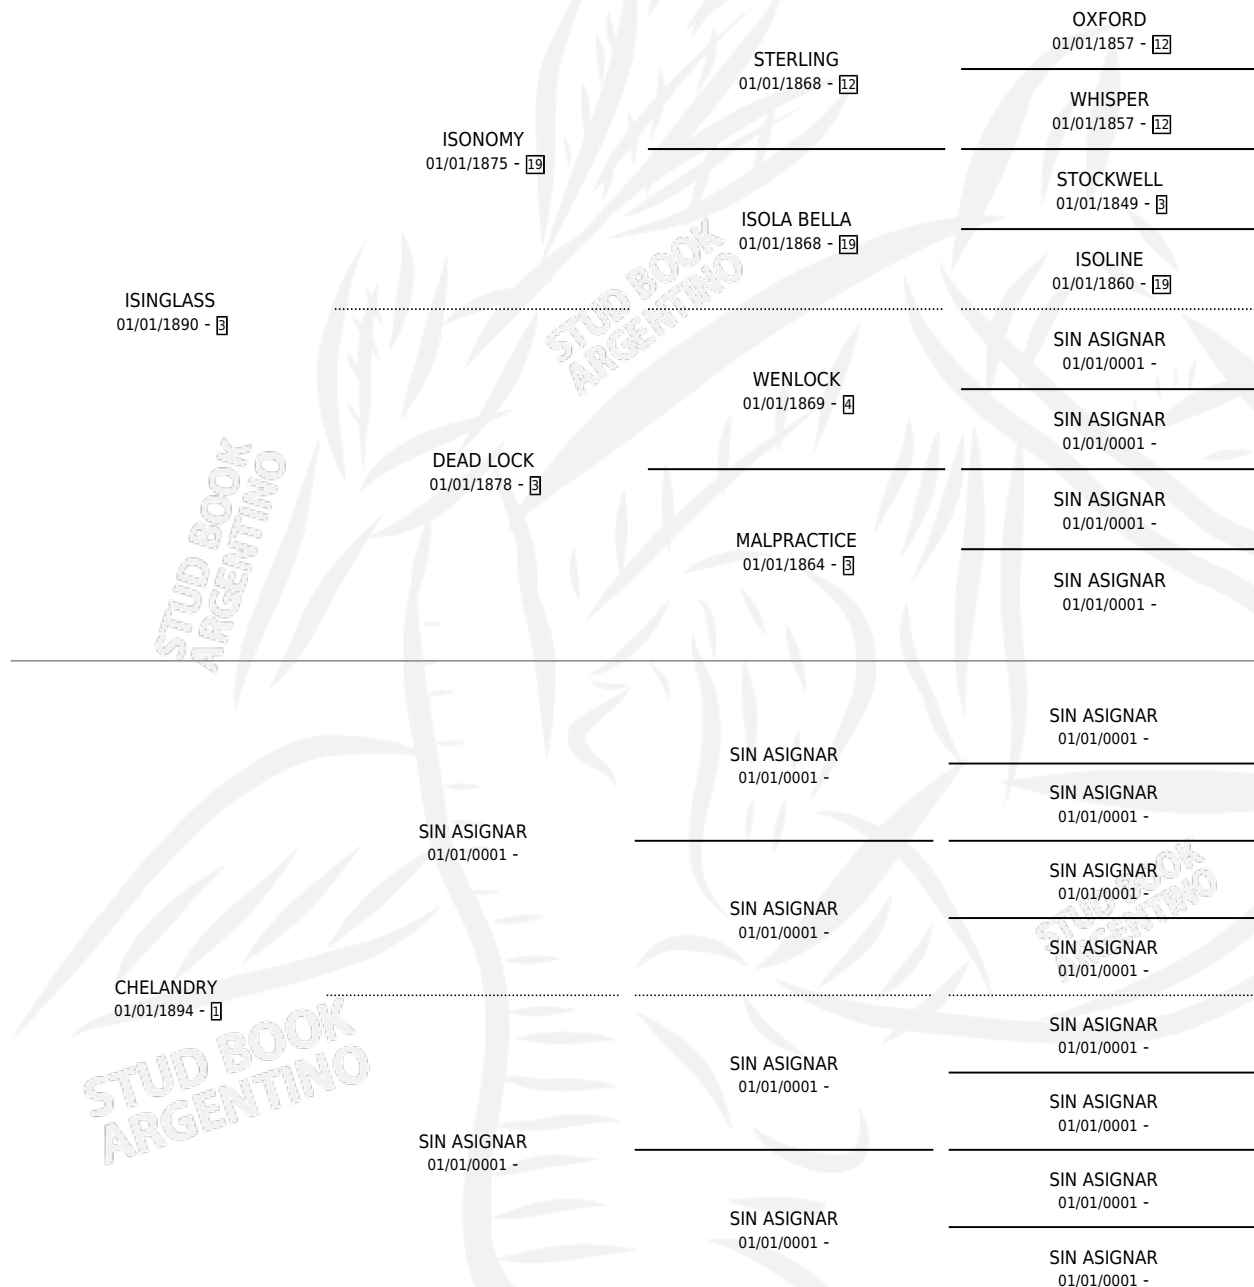 OXFORD
01/01/1857 - 12
STERLING
01/01/1868 - 12
WHISPER
01/01/1857 - 12
ISONOMY
01/01/1875 - 19
STOCKWELL
01/01/1849 - 3
ISOLA BELLA
01/01/1868 - 19
ISOLINE
01/01/1860 - 19
ISINGLASS
01/01/1890 - 3
SIN ASIGNAR
01/01/0001 -
WENLOCK
01/01/1869 - 4
SIN ASIGNAR
01/01/0001 -
DEAD LOCK
01/01/1878 - 3
SIN ASIGNAR
01/01/0001 -
MALPRACTICE
01/01/1864 - 3
SIN ASIGNAR
01/01/0001 -
SIN ASIGNAR
01/01/0001 -
SIN ASIGNAR
01/01/0001 -
SIN ASIGNAR
01/01/0001 -
SIN ASIGNAR
01/01/0001 -
SIN ASIGNAR
01/01/0001 -
SIN ASIGNAR
01/01/0001 -
SIN ASIGNAR
01/01/0001 -
CHELANDRY
01/01/1894 - 1
SIN ASIGNAR
01/01/0001 -
SIN ASIGNAR
01/01/0001 -
SIN ASIGNAR
01/01/0001 -
SIN ASIGNAR
01/01/0001 -
SIN ASIGNAR
01/01/0001 -
SIN ASIGNAR
01/01/0001 -
SIN ASIGNAR
01/01/0001 -
STUD BOOK
ARGENTINO
STUD BOOK
ARGENTINO
STUD BOOK
ARGENTINO
STUD BOOK
ARGENTINO